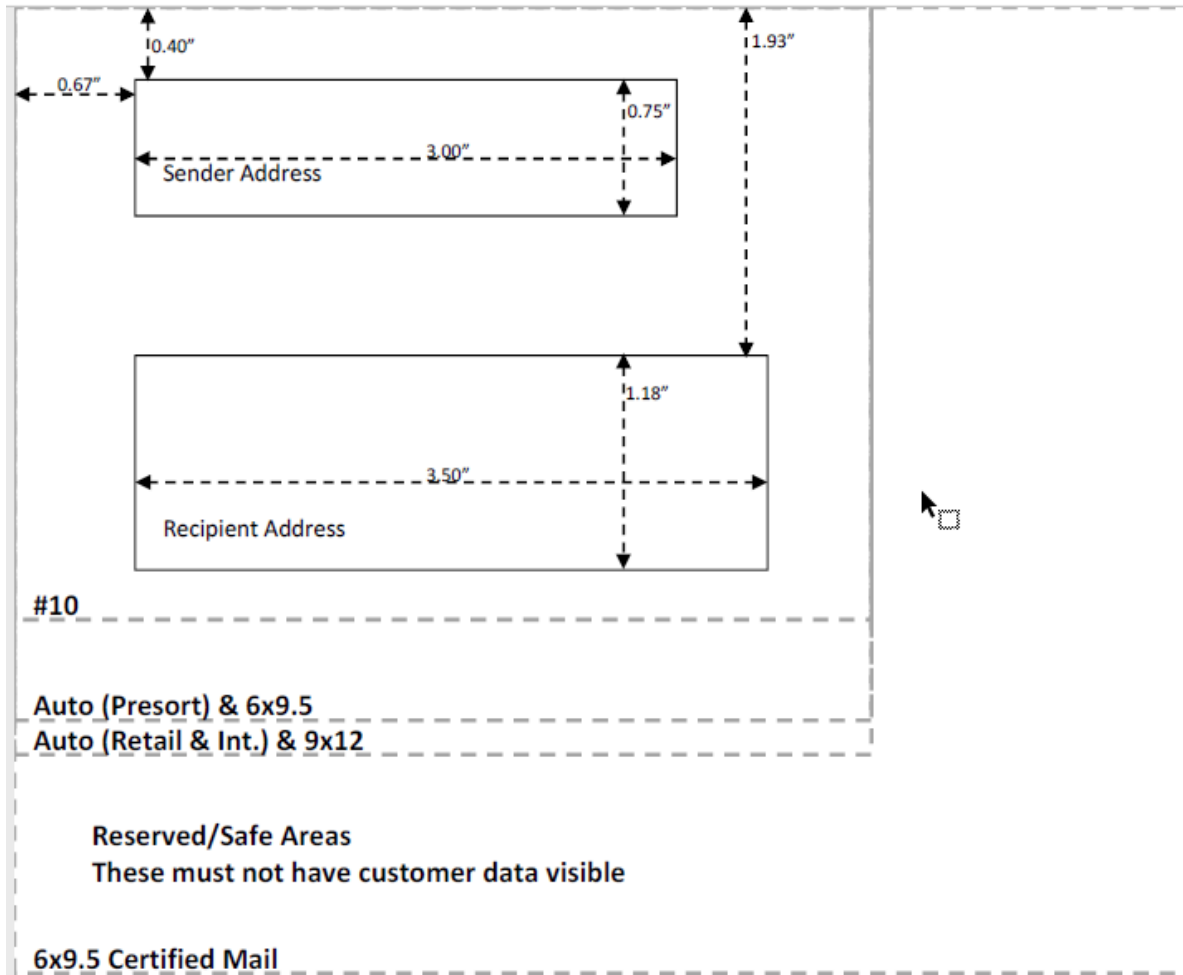 0.40”
1.93”
0.67”
0.75”
3.00”
Sender Address
1.18”
3.50”
Recipient Address
#10
Auto (Presort) & 6x9.5
Auto (Retail & Int.) & 9x12
Reserved/Safe Areas
These must not have customer data visible
6x9.5 Certified Mail